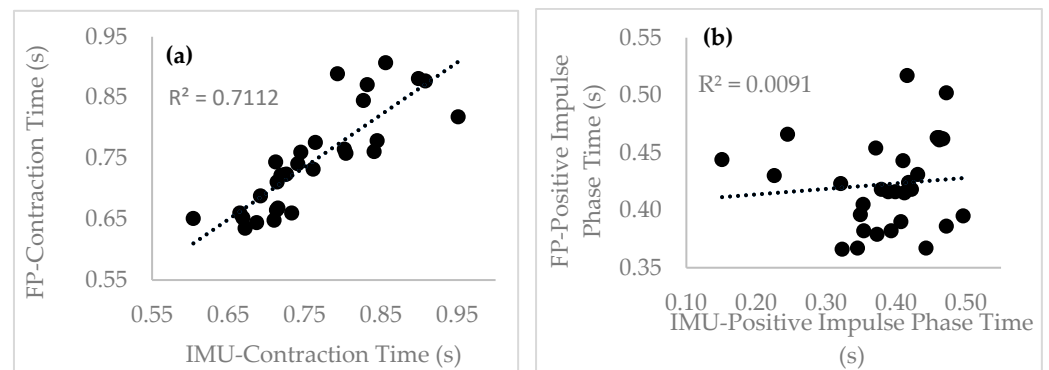 (a)
R² = 0.7112
FP-Contraction Time (s)
0.95
0.85
0.75
0.65
0.55
0.55 0.65 0.75 0.85 0.95
IMU-Contraction Time (s)
(b)
R² = 0.0091
FP-Positive Impulse
Phase Time (s)
0.55
0.50
0.45
0.40
0.35
0.10 0.20 0.30 0.40 0.50
IMU-Positive Impulse Phase Time
(s)